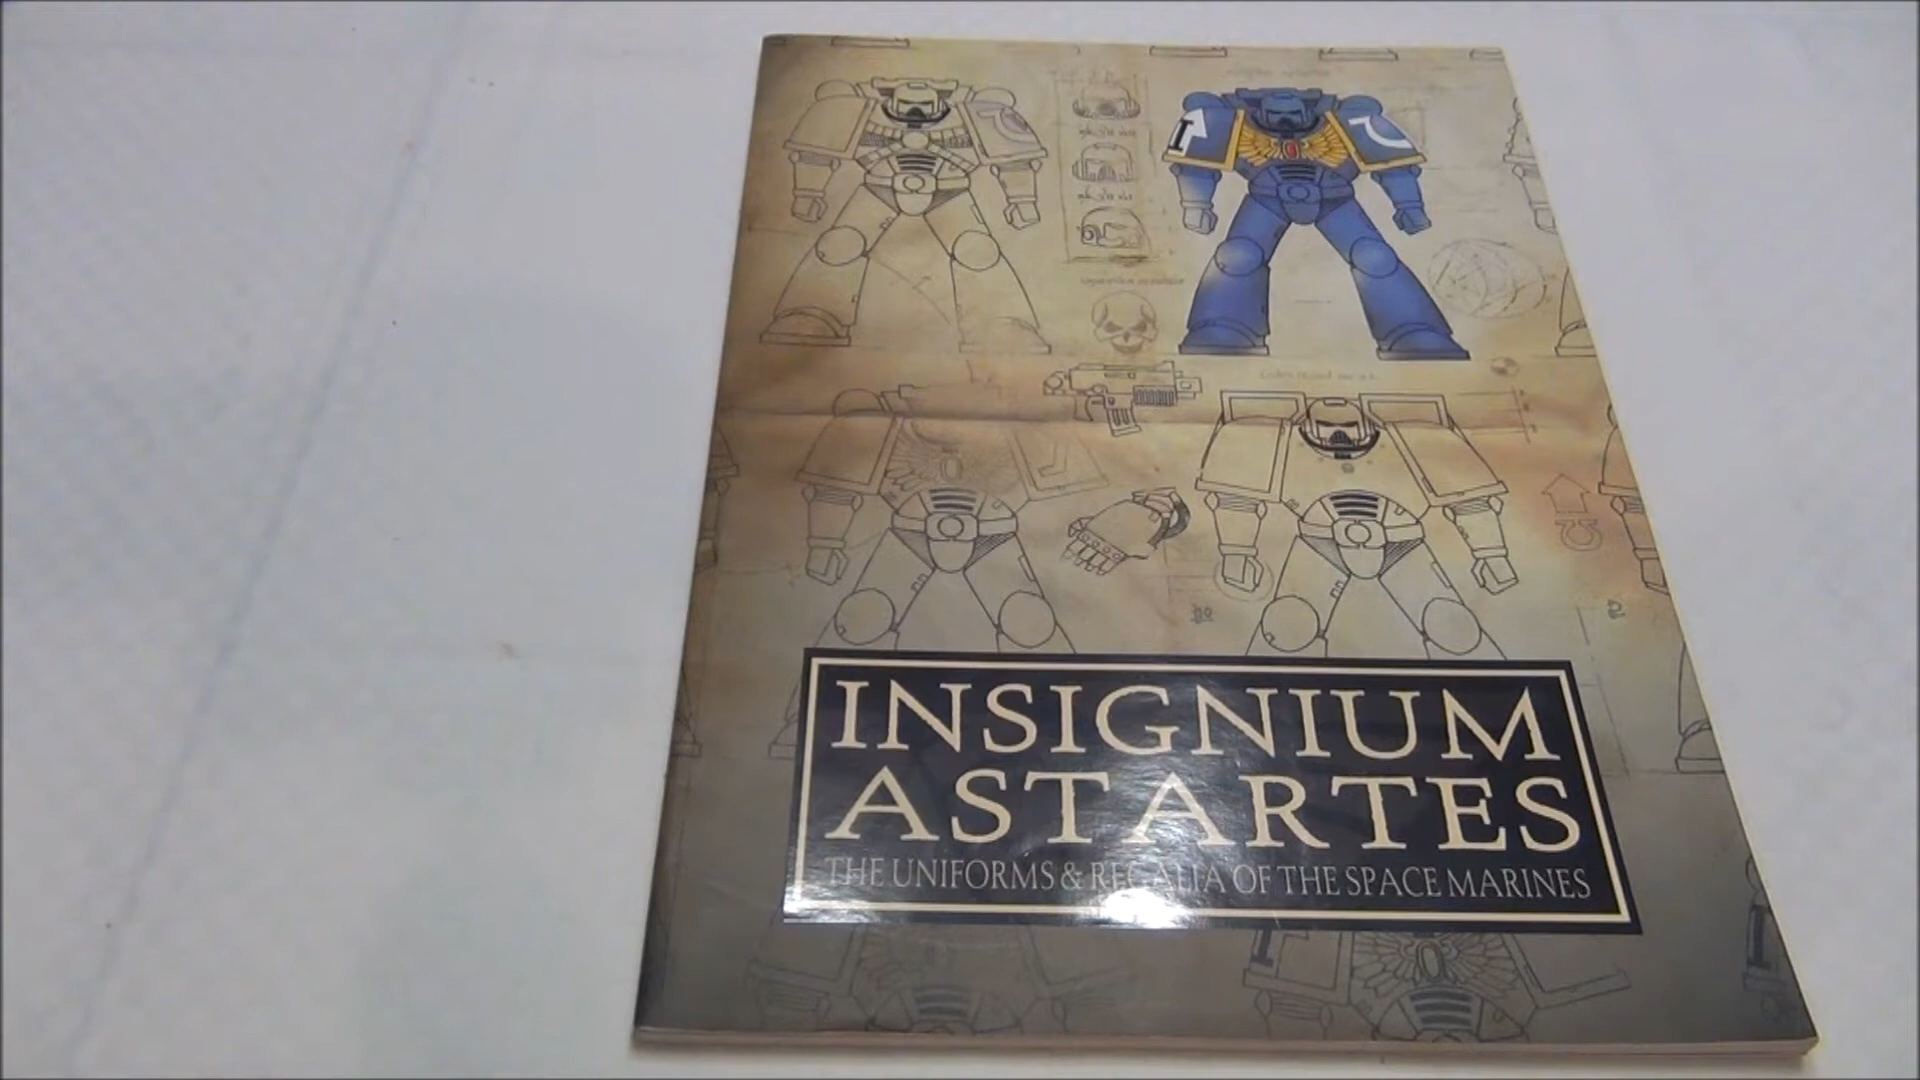 I
INSIGNIUM
ASTARTES
THE UNIFORMS & REGALIA OF THE SPACE MARINES